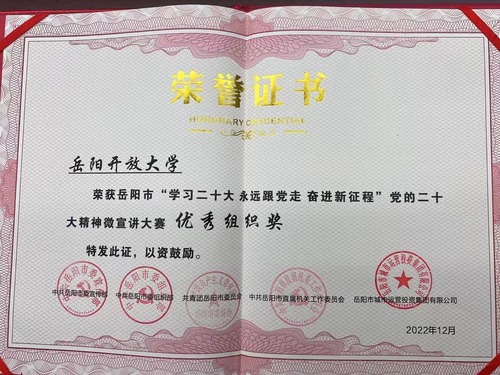 荣誉证书
HONORARY CREDENTIAL
岳阳开放大学
荣获岳阳市“学习二十大 永远跟党走 奋进新征程”党的二十
大精神微宣讲大赛 优秀组织奖
特发此证，以资鼓励。
中共岳阳市委宣传部 中共岳阳市委组织部 共青团岳阳市委员会 中共岳阳市直属机关工作委员会 岳阳市城市运营投资集团有限公司
2022年12月